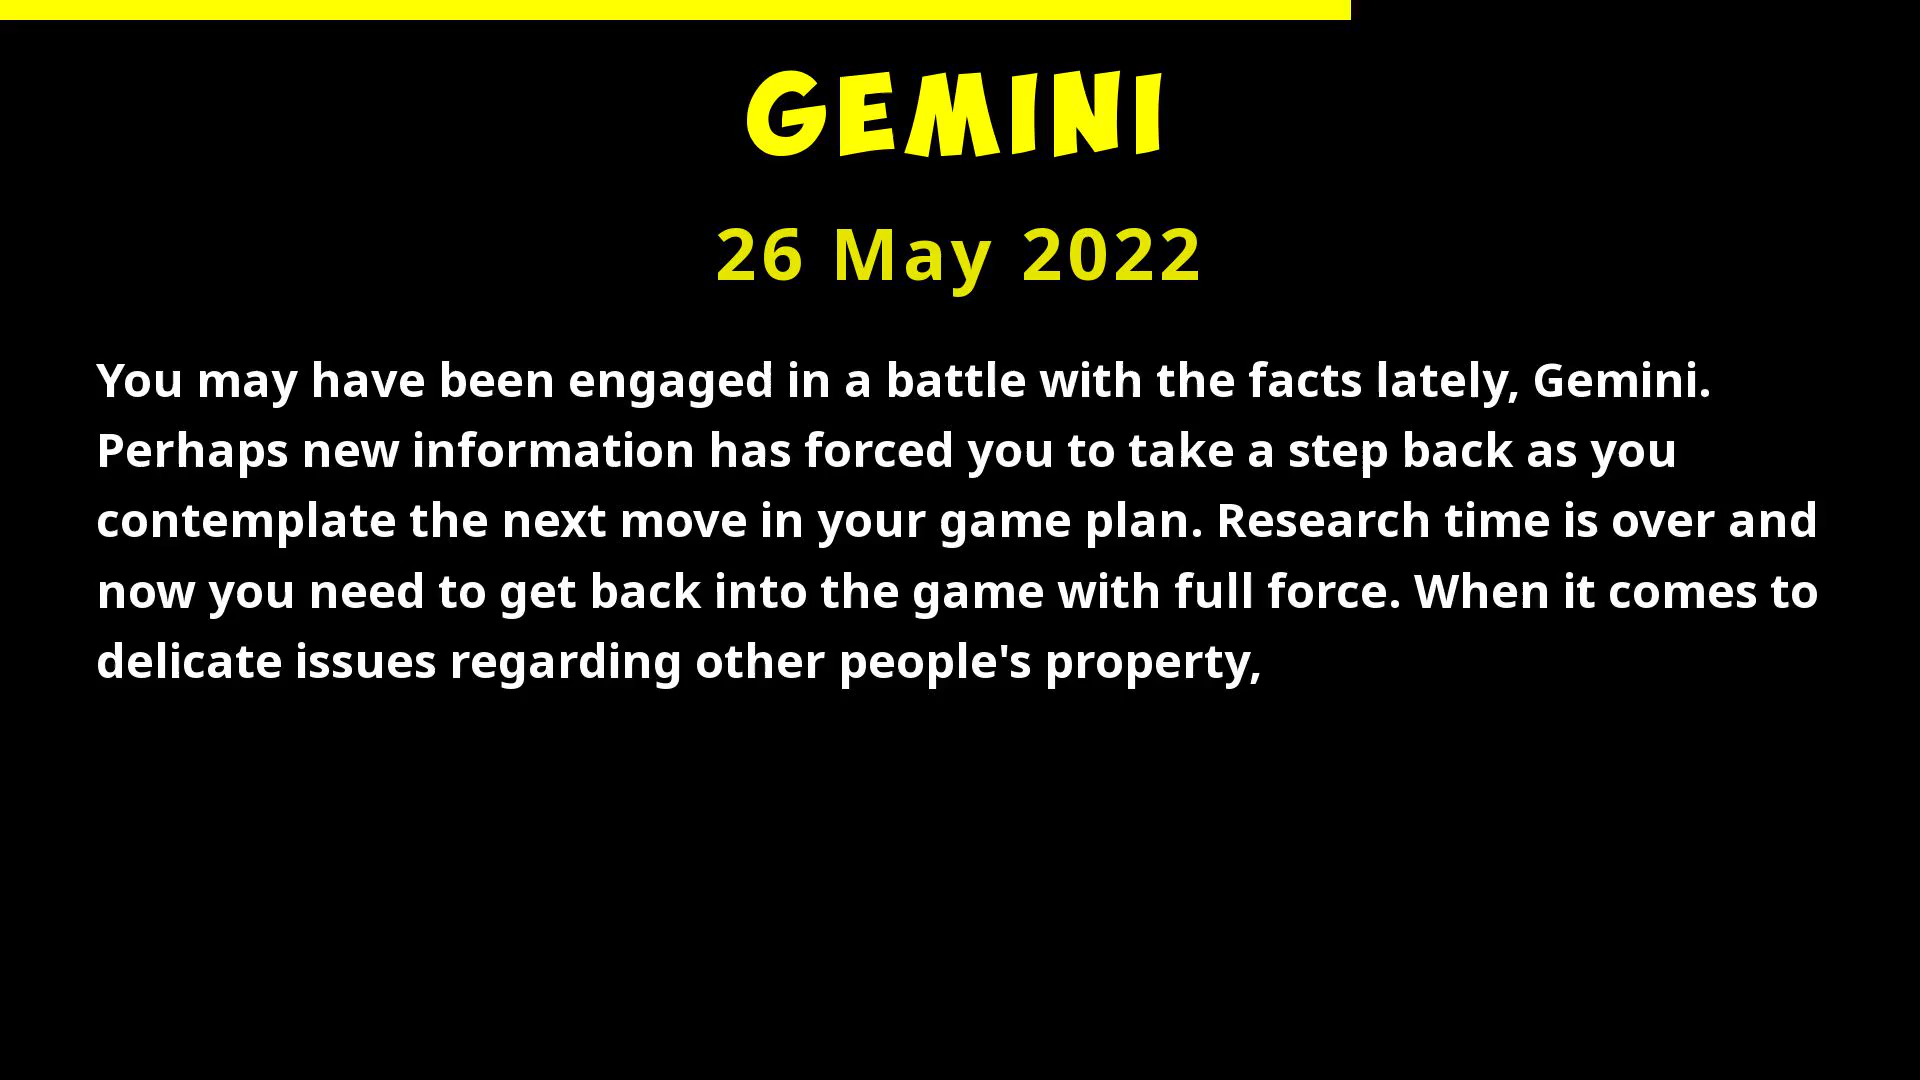 GEMINI
26 May 2022
You may have been engaged in a battle with the facts lately, Gemini.
Perhaps new information has forced you to take a step back as you
contemplate the next move in your game plan. Research time is over and
now you need to get back into the game with full force. When it comes to
delicate issues regarding other people's property,